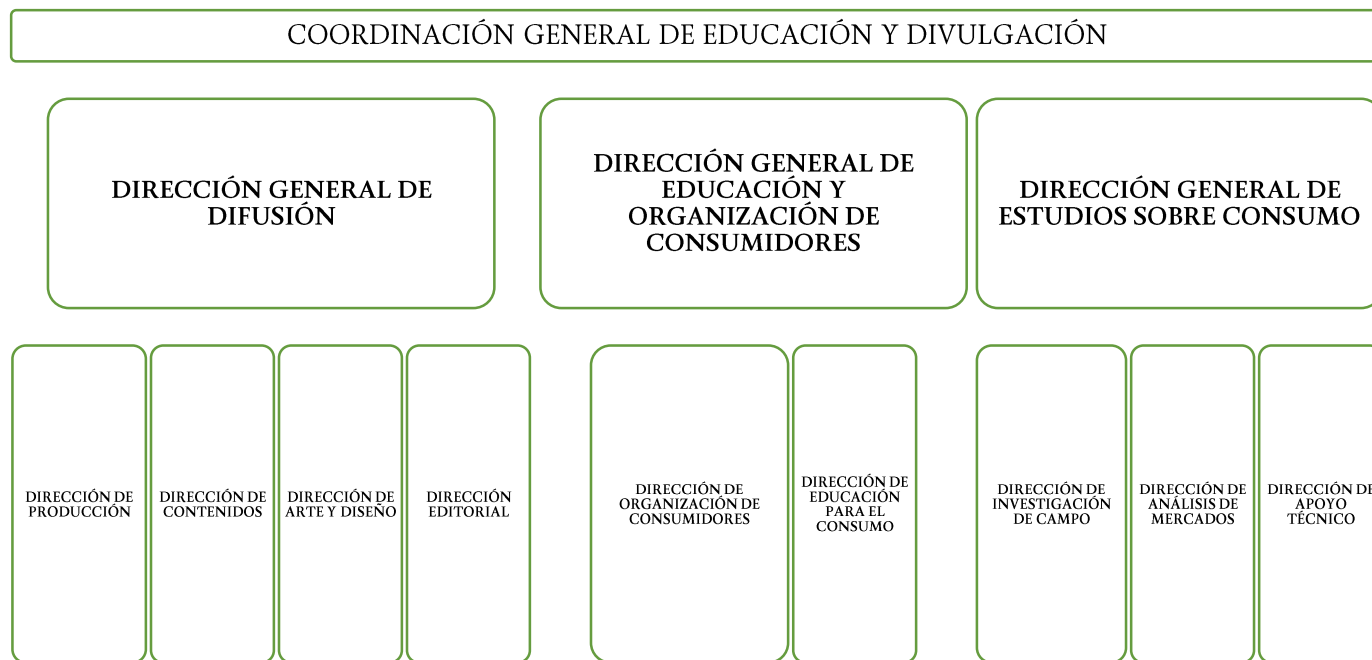 COORDINACIÓN GENERAL DE EDUCACIÓN Y DIVULGACIÓN
DIRECCIÓN GENERAL DE
DIFUSIÓN
DIRECCIÓN GENERAL DE
EDUCACIÓN Y
ORGANIZACIÓN DE
CONSUMIDORES
DIRECCIÓN GENERAL DE
ESTUDIOS SOBRE CONSUMO
DIRECCIÓN DE
PRODUCCIÓN
DIRECCIÓN DE
CONTENIDOS
DIRECCIÓN DE
ARTE Y DISEÑO
DIRECCIÓN
EDITORIAL
DIRECCIÓN DE
ORGANIZACIÓN DE
CONSUMIDORES
DIRECCIÓN DE
EDUCACIÓN
PARA EL
CONSUMO
DIRECCIÓN DE
INVESTIGACIÓN
DE CAMPO
DIRECCIÓN DE
ANÁLISIS DE
MERCADOS
DIRECCIÓN DE
APOYO
TÉCNICO